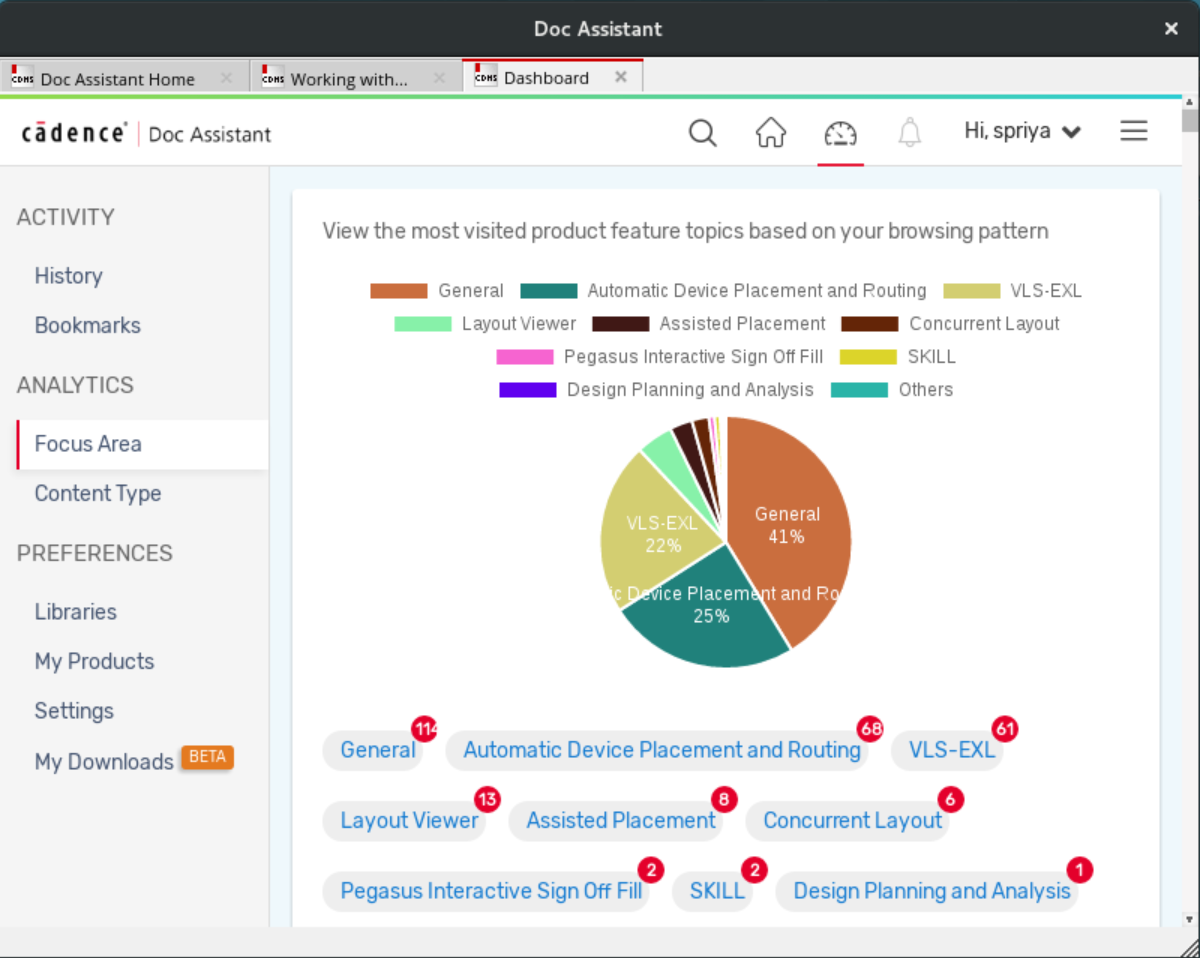 Doc Assistant
CDNS Doc Assistant Home
CDNS Working with...
CDNS Dashboard
cādence® | Doc Assistant
Hi, spriya
ACTIVITY
History
Bookmarks
ANALYTICS
Focus Area
Content Type
PREFERENCES
Libraries
My Products
Settings
My Downloads BETA
View the most visited product feature topics based on your browsing pattern
General Automatic Device Placement and Routing VLS-EXL
Layout Viewer Assisted Placement Concurrent Layout
Pegasus Interactive Sign Off Fill SKILL
Design Planning and Analysis Others
General
41%
VLS-EXL
22%
ic Device Placement and Ro
25%
General 114 Automatic Device Placement and Routing 68 VLS-EXL 61
Layout Viewer 13 Assisted Placement 8 Concurrent Layout 6
Pegasus Interactive Sign Off Fill 2 SKILL 2 Design Planning and Analysis 1